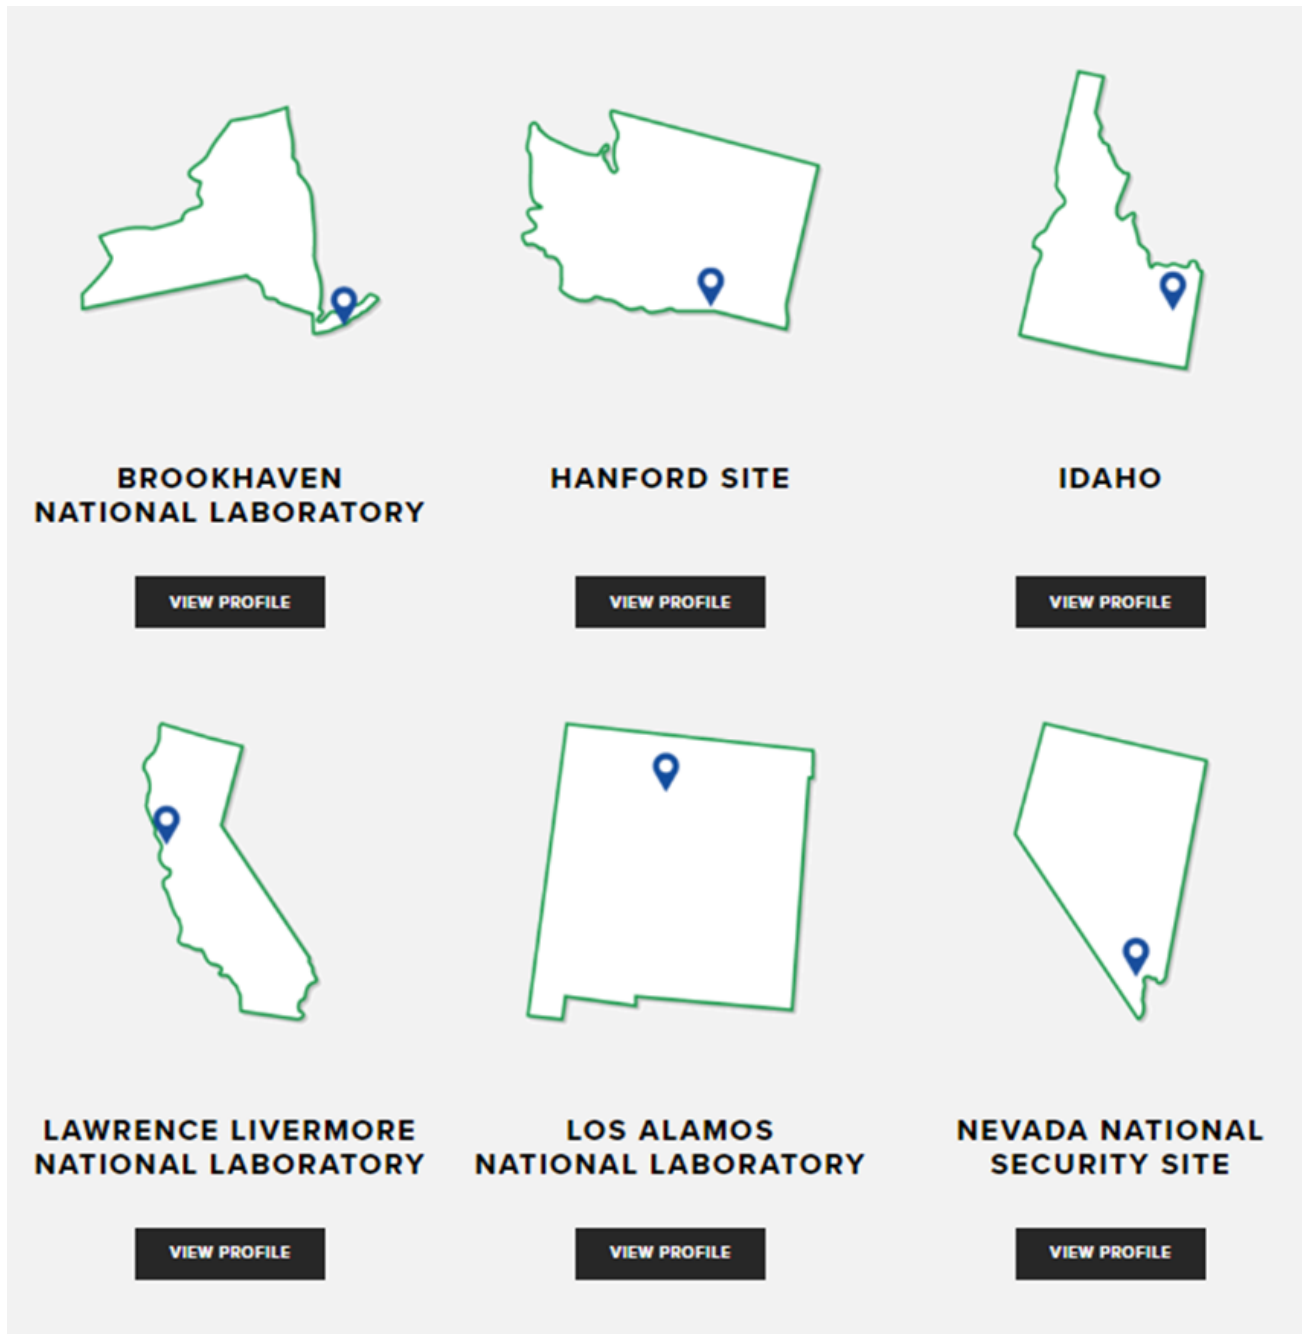 BROOKHAVEN
NATIONAL LABORATORY
HANFORD SITE
IDAHO
VIEW PROFILE
VIEW PROFILE
VIEW PROFILE
LAWRENCE LIVERMORE
NATIONAL LABORATORY
LOS ALAMOS
NATIONAL LABORATORY
NEVADA NATIONAL
SECURITY SITE
VIEW PROFILE
VIEW PROFILE
VIEW PROFILE